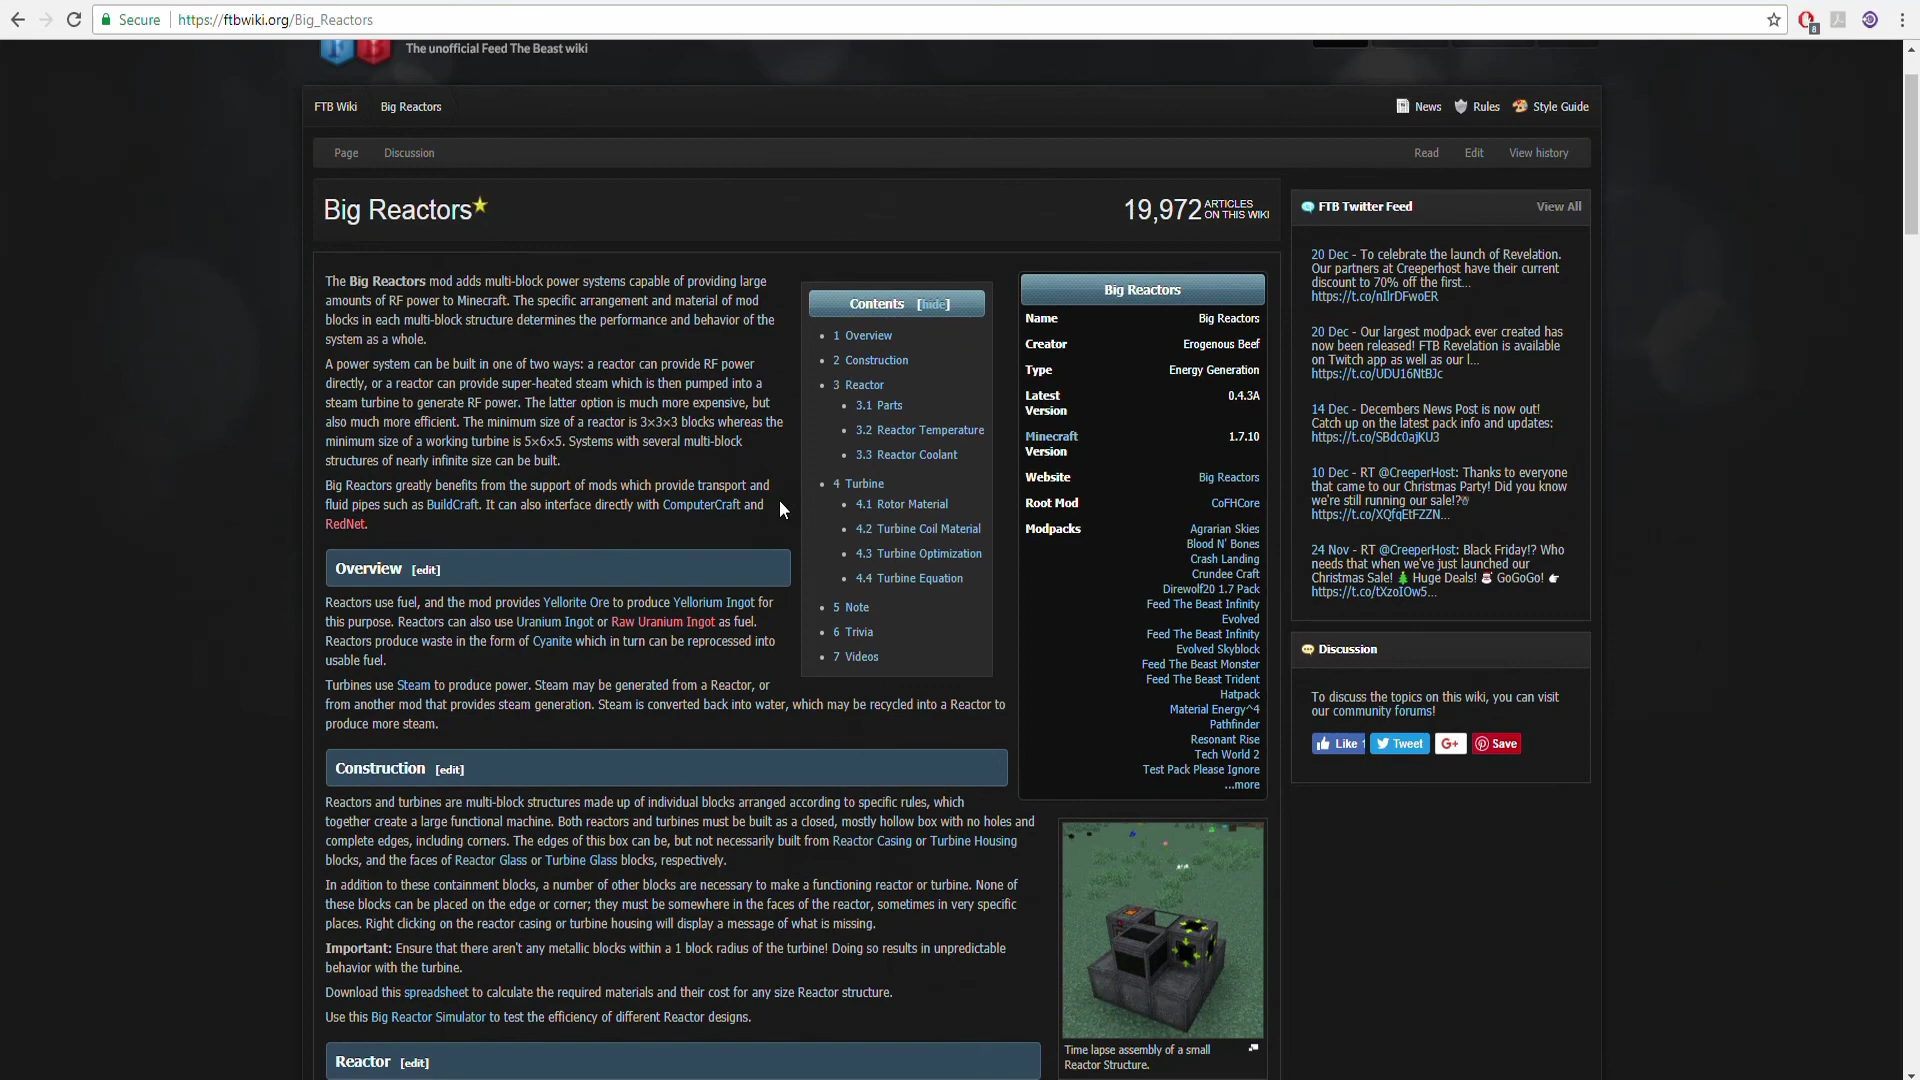 Secure
https://ftbwiki.org/Big_Reactors
8
The unofficial Feed The Beast wiki
FTB Wiki
Big Reactors
News
Rules
Style Guide
Page
Discussion
Read
Edit
View history
Big Reactors
19,972 ARTICLES
ON THIS WIKI
The Big Reactors mod adds multi-block power systems capable of providing large
amounts of RF power to Minecraft. The specific arrangement and material of mod
blocks in each multi-block structure determines the performance and behavior of the
system as a whole.
A power system can be built in one of two ways: a reactor can provide RF power
directly, or a reactor can provide super-heated steam which is then pumped into a
steam turbine to generate RF power. The latter option is much more expensive, but
also much more efficient. The minimum size of a reactor is 3×3×3 blocks whereas the
minimum size of a working turbine is 5×6×5. Systems with several multi-block
structures of nearly infinite size can be built.
Big Reactors greatly benefits from the support of mods which provide transport and
fluid pipes such as BuildCraft. It can also interface directly with ComputerCraft and
RedNet.
Contents [hide]
1 Overview
2 Construction
3 Reactor
3.1 Parts
3.2 Reactor Temperature
3.3 Reactor Coolant
4 Turbine
4.1 Rotor Material
4.2 Turbine Coil Material
4.3 Turbine Optimization
4.4 Turbine Equation
5 Note
6 Trivia
7 Videos
Overview [edit]
Reactors use fuel, and the mod provides Yellorite Ore to produce Yellorium Ingot for
this purpose. Reactors can also use Uranium Ingot or Raw Uranium Ingot as fuel.
Reactors produce waste in the form of Cyanite which in turn can be reprocessed into
usable fuel.
Turbines use Steam to produce power. Steam may be generated from a Reactor, or
from another mod that provides steam generation. Steam is converted back into water, which may be recycled into a Reactor to
produce more steam.
Construction [edit]
Reactors and turbines are multi-block structures made up of individual blocks arranged according to specific rules, which
together create a large functional machine. Both reactors and turbines must be built as a closed, mostly hollow box with no holes and
complete edges, including corners. The edges of this box can be, but not necessarily built from Reactor Casing or Turbine Housing
blocks, and the faces of Reactor Glass or Turbine Glass blocks, respectively.
In addition to these containment blocks, a number of other blocks are necessary to make a functioning reactor or turbine. None of
these blocks can be placed on the edge or corner; they must be somewhere in the faces of the reactor, sometimes in very specific
places. Right clicking on the reactor casing or turbine housing will display a message of what is missing.
Important: Ensure that there aren't any metallic blocks within a 1 block radius of the turbine! Doing so results in unpredictable
behavior with the turbine.
Download this spreadsheet to calculate the required materials and their cost for any size Reactor structure.
Use this Big Reactor Simulator to test the efficiency of different Reactor designs.
Reactor [edit]
Big Reactors
Name Big Reactors
Creator Erogenous Beef
Type Energy Generation
Latest Version 0.4.3A
Minecraft Version 1.7.10
Website Big Reactors
Root Mod CoFHCore
Modpacks Agrarian Skies
Blood N' Bones
Crash Landing
Crundee Craft
Direwolf20 1.7 Pack
Feed The Beast Infinity
Evolved
Feed The Beast Infinity
Evolved Skyblock
Feed The Beast Monster
Feed The Beast Trident
Hatpack
Material Energy^4
Pathfinder
Resonant Rise
Tech World 2
Test Pack Please Ignore
...more
Time lapse assembly of a small
Reactor Structure.
FTB Twitter Feed
View All
20 Dec - To celebrate the launch of Revelation.
Our partners at Creeperhost have their current
discount to 70% off the first...
https://t.co/nIlrDFwoER
20 Dec - Our largest modpack ever created has
now been released! FTB Revelation is available
on Twitch app as well as our l...
https://t.co/UDU16NtBJc
14 Dec - Decembers News Post is now out!
Catch up on the latest pack info and updates:
https://t.co/SBdc0ajKU3
10 Dec - RT @CreeperHost: Thanks to everyone
that came to our Christmas Party! Did you know
we're still running our sale!?
https://t.co/XQfqEtFZZN...
24 Nov - RT @CreeperHost: Black Friday!? Who
needs that when we've just launched our
Christmas Sale! 🎄 Huge Deals! GoGoGo!
https://t.co/tXzoIOw5...
Discussion
To discuss the topics on this wiki, you can visit
our community forums!
Like 1
Tweet
G+
Save